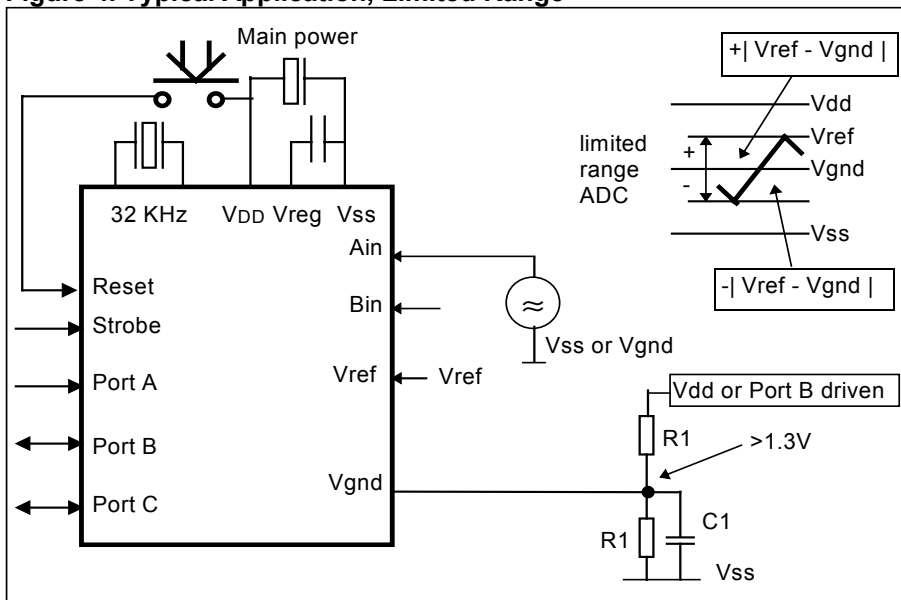 Figure 4. Typical Application, Limited Range
Main power
+| Vref - Vgnd |
Vdd
Vref
limited
range
ADC
+
-
Vgnd
Vss
-| Vref - Vgnd |
32 KHz
VDD Vreg Vss
Ain
Reset
Bin
Strobe
≈
Vss or Vgnd
Port A
Vref
Vref
Vdd or Port B driven
R1
>1.3V
Port B
Vgnd
Port C
C1
R1
Vss